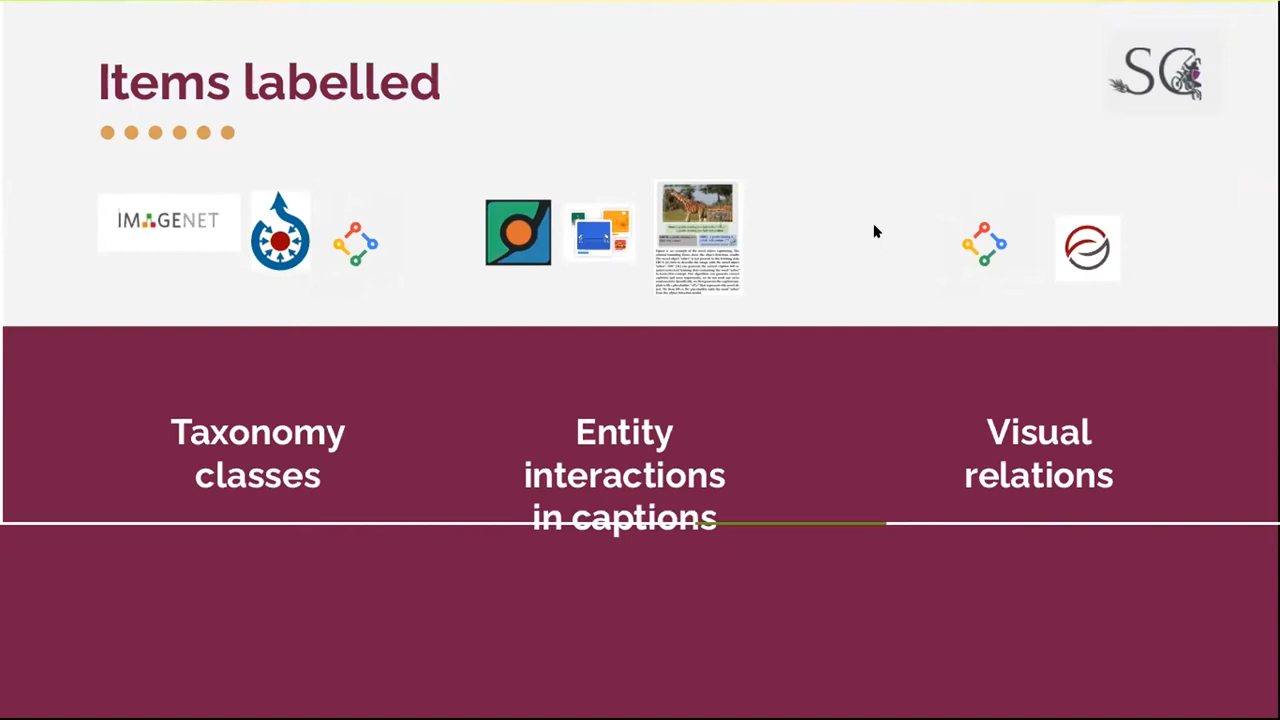 Items labelled
SC
IMAGENET
Taxonomy
classes
Entity
interactions
in captions
Visual
relations